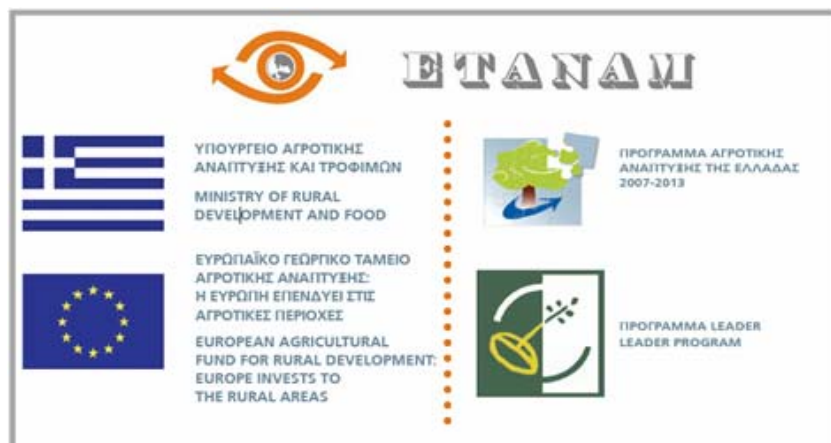 ETANAM
ΥΠΟΥΡΓΕΙΟ ΑΓΡΟΤΙΚΗΣ
ΑΝΑΠΤΥΞΗΣ ΚΑΙ ΤΡΟΦΙΜΩΝ
MINISTRY OF RURAL
DEVELOPMENT AND FOOD
ΕΥΡΩΠΑΪΚΟ ΓΕΩΡΓΙΚΟ ΤΑΜΕΙΟ
ΑΓΡΟΤΙΚΗΣ ΑΝΑΠΤΥΞΗΣ:
Η ΕΥΡΩΠΗ ΕΠΕΝΔΥΕΙ ΣΤΙΣ
ΑΓΡΟΤΙΚΕΣ ΠΕΡΙΟΧΕΣ
EUROPEAN AGRICULTURAL
FUND FOR RURAL DEVELOPMENT:
EUROPE INVESTS TO
THE RURAL AREAS
ΠΡΟΓΡΑΜΜΑ ΑΓΡΟΤΙΚΗΣ
ΑΝΑΠΤΥΞΗΣ ΤΗΣ ΕΛΛΑΔΑΣ
2007-2013
ΠΡΟΓΡΑΜΜΑ LEADER
LEADER PROGRAM